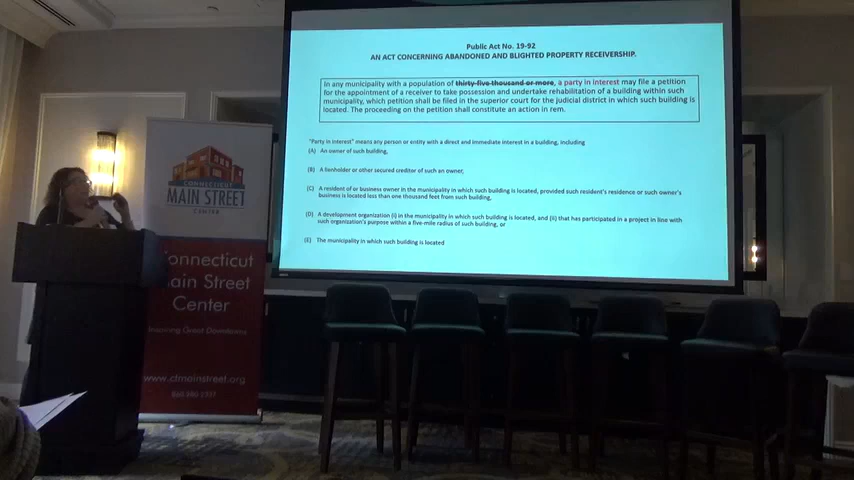 Public Act No. 19-92
AN ACT CONCERNING ABANDONED AND BLIGHTED PROPERTY RECEIVERSHIP.
In any municipality with a population of thirty-five thousand or more, a party in interest may file a petition
for the appointment of a receiver to take possession and undertake rehabilitation of a building within such
municipality, which petition shall be filed in the superior court for the judicial district in which such building is
located. The proceeding on the petition shall constitute an action in rem.
"Party in interest" means any person or entity with a direct and immediate interest in a building, including
(A) An owner of such building,
(B) A lienholder or other secured creditor of such an owner,
(C) A resident of or business owner in the municipality in which such building is located, provided such resident's residence or such owner's
business is located less than one thousand feet from such building,
(D) A development organization (i) in the municipality in which such building is located, and (ii) that has participated in a project in line with
such organization's purpose within a five-mile radius of such building, or
(E) The municipality in which such building is located
CONNECTICUT
MAIN STREET
CENTER
onnecticut
ain Street
Center
Inspiring Great Downtowns
www.ctmainstreet.org